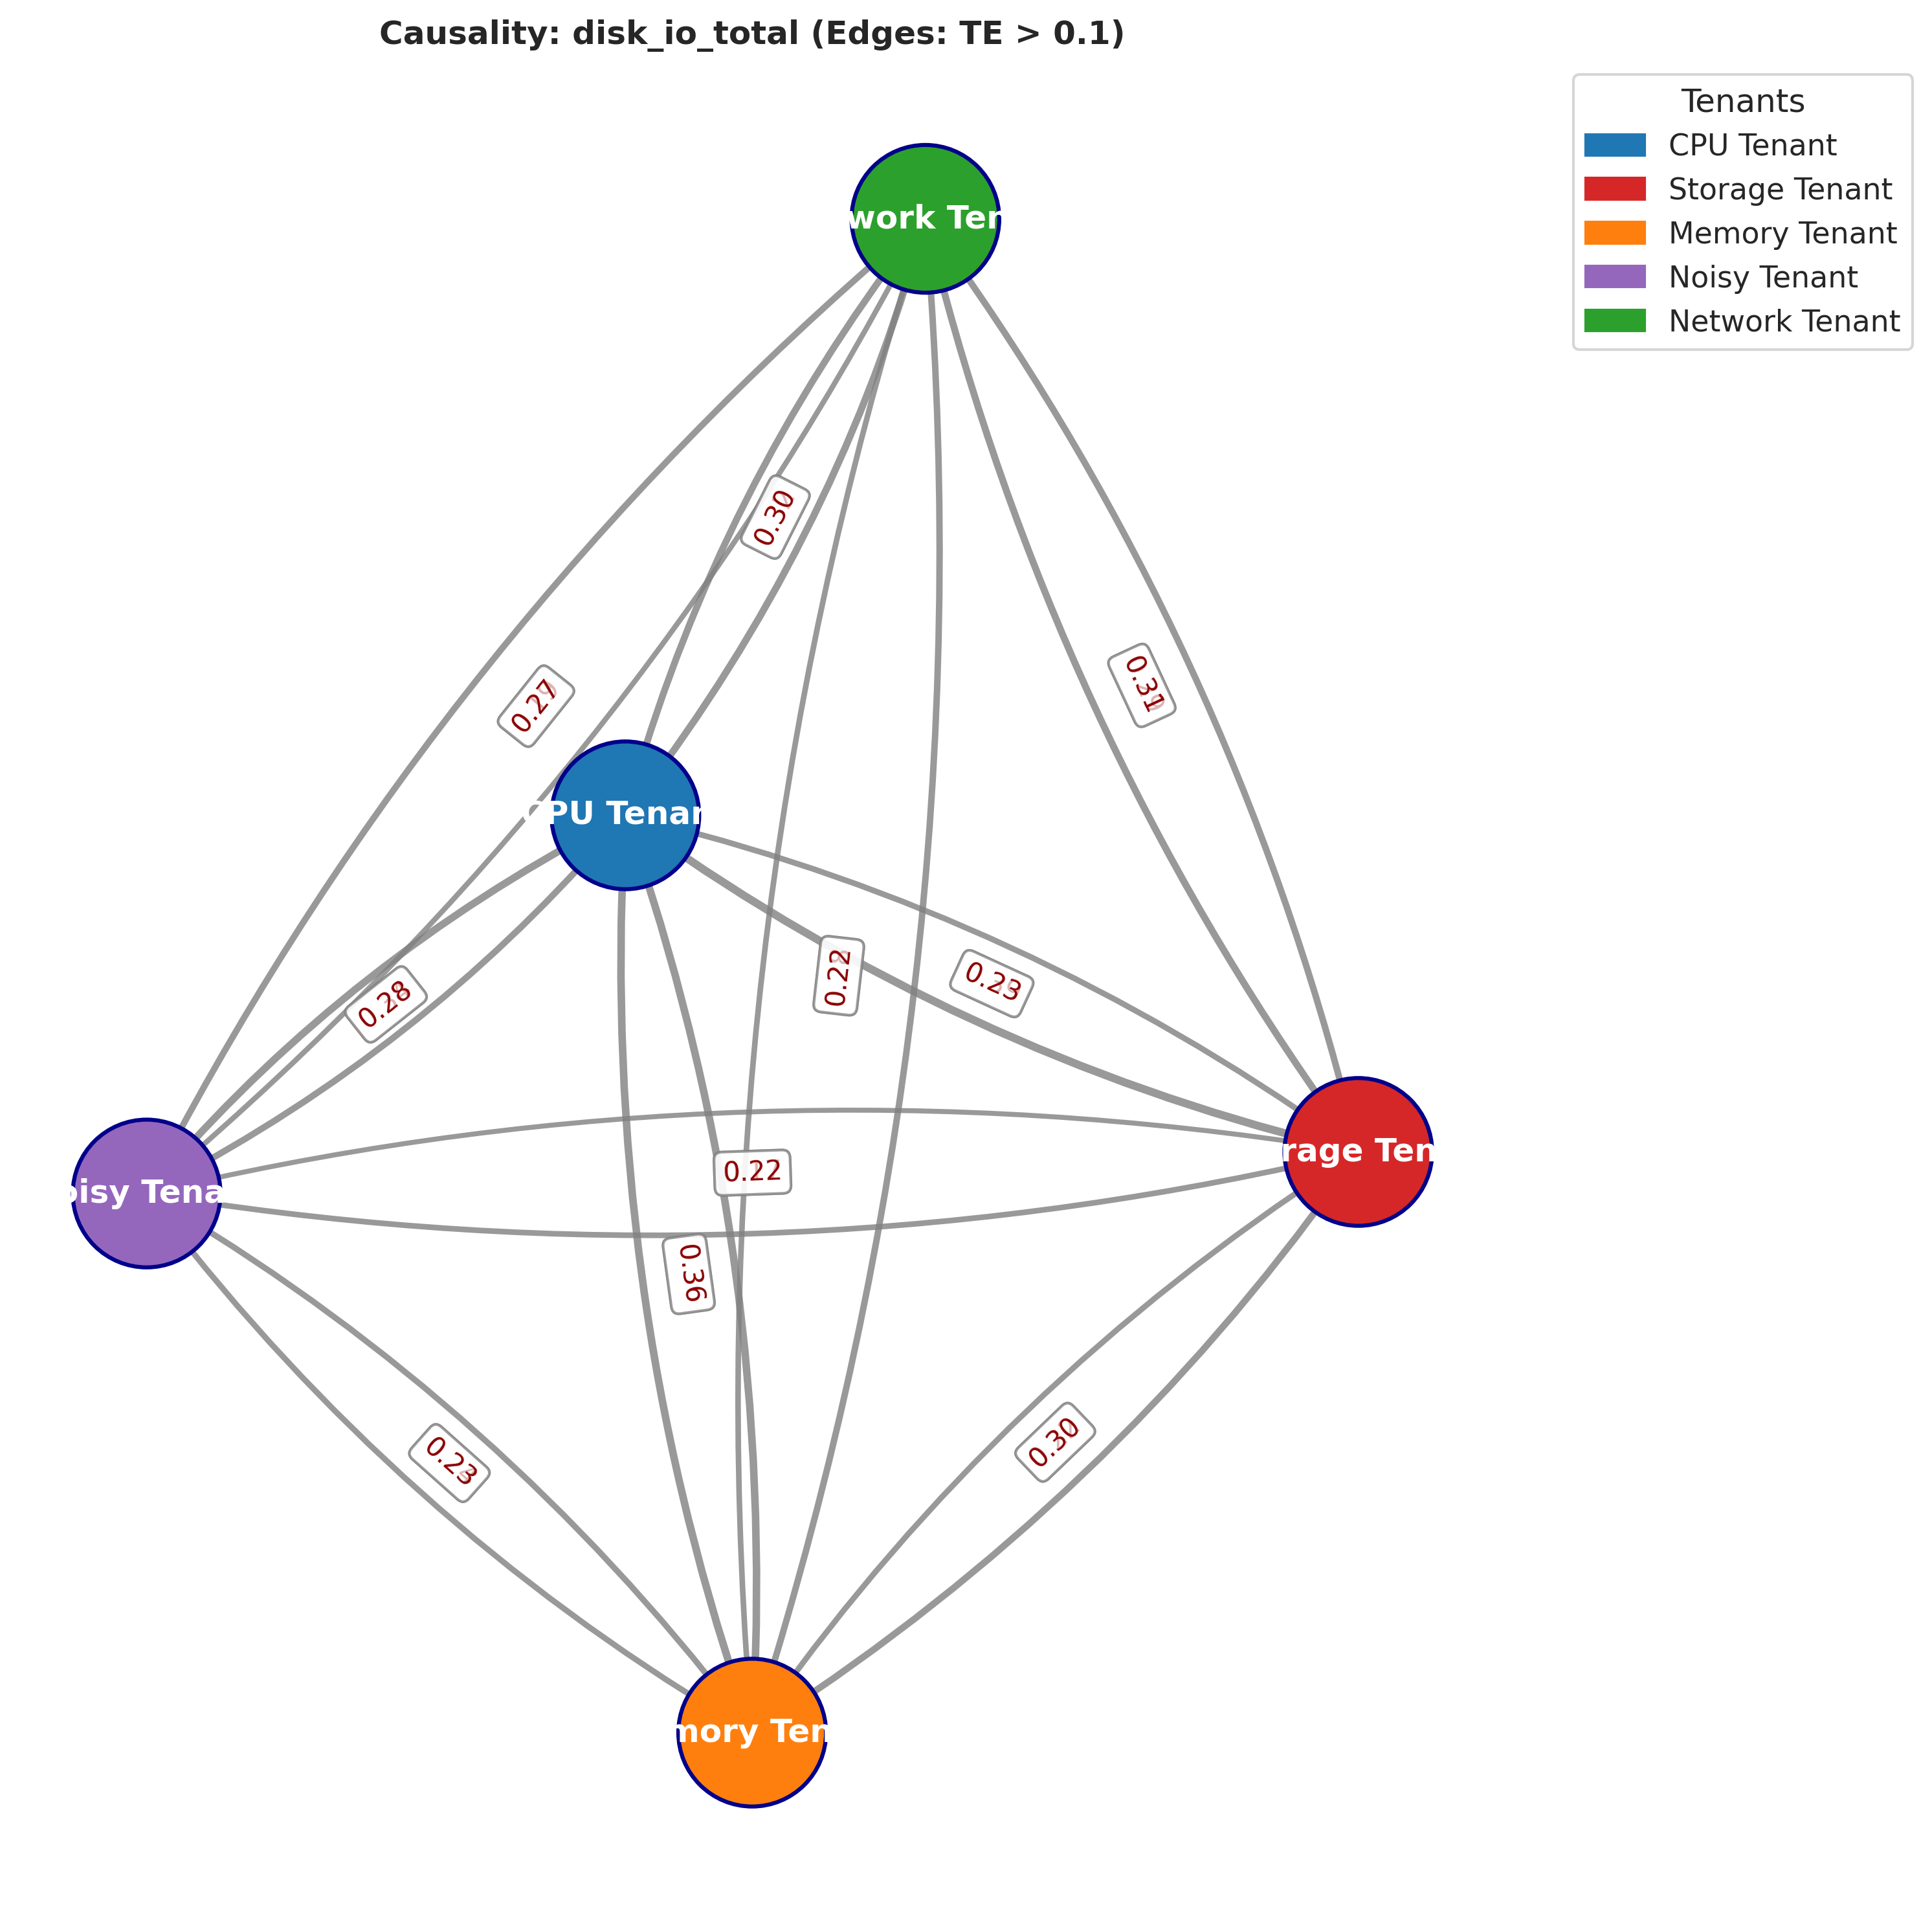 Causality: disk_io_total (Edges: TE > 0.1)
Tenants
CPU Tenant
Storage Tenant
Memory Tenant
Noisy Tenant
Network Tenant
work Ten
0.30
0.27
0.31
CPU Tenan
0.22
0.23
0.28
rage Ten
0.22
oisy Tena
0.36
0.30
0.23
mory Ten